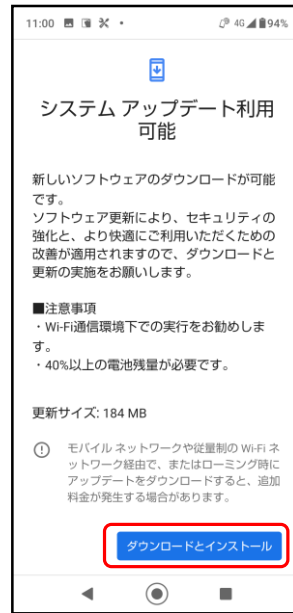 11:00 4G 94%
システム アップデート利用
可能
新しいソフトウェアのダウンロードが可能
です。
ソフトウェア更新により、セキュリティの
強化と、より快適にご利用いただくための
改善が適用されますので、ダウンロードと
更新の実施をお願いします。
■注意事項
・Wi-Fi通信環境下での実行をお勧めしま
す。
・40%以上の電池残量が必要です。
更新サイズ: 184 MB
モバイル ネットワークや従量制の Wi-Fi ネ
ットワーク経由で、またはローミング時に
アップデートをダウンロードすると、追加
料金が発生する場合があります。
ダウンロードとインストール